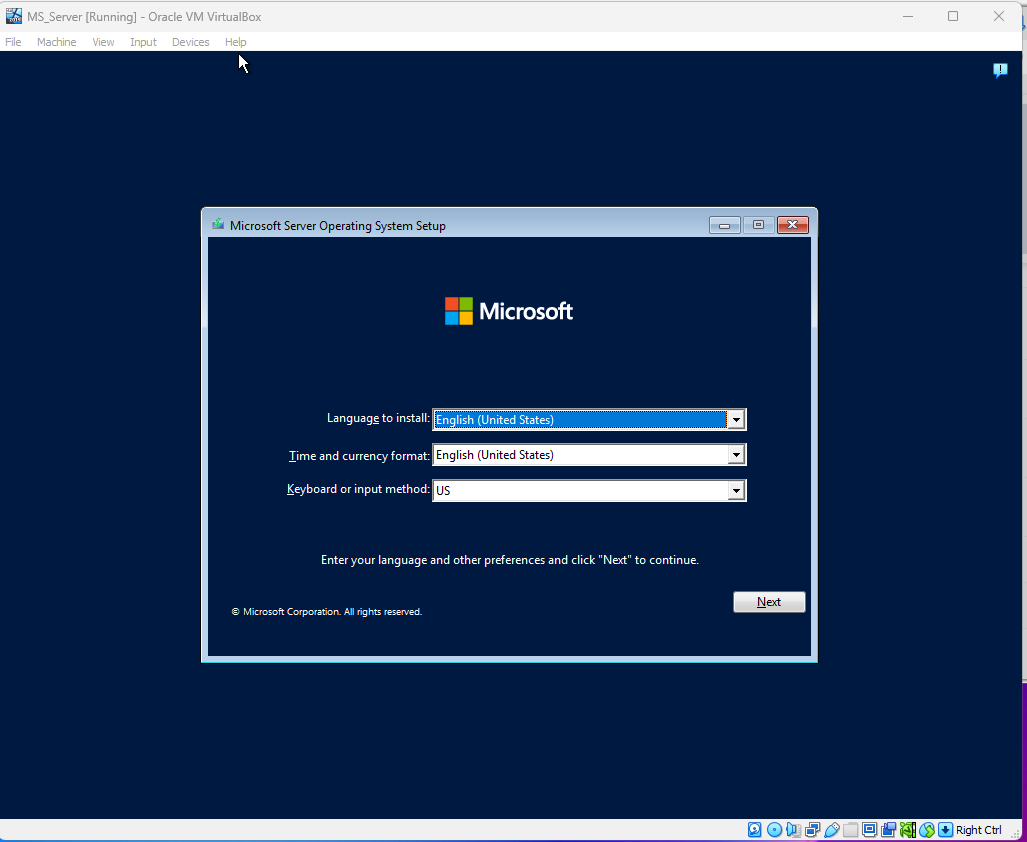 MS_Server [Running] - Oracle VM VirtualBox
File Machine View Input Devices Help
Microsoft Server Operating System Setup
Microsoft
Language to install: English (United States)
Time and currency format: English (United States)
Keyboard or input method: US
Enter your language and other preferences and click "Next" to continue.
Next
© Microsoft Corporation. All rights reserved.
Right Ctrl